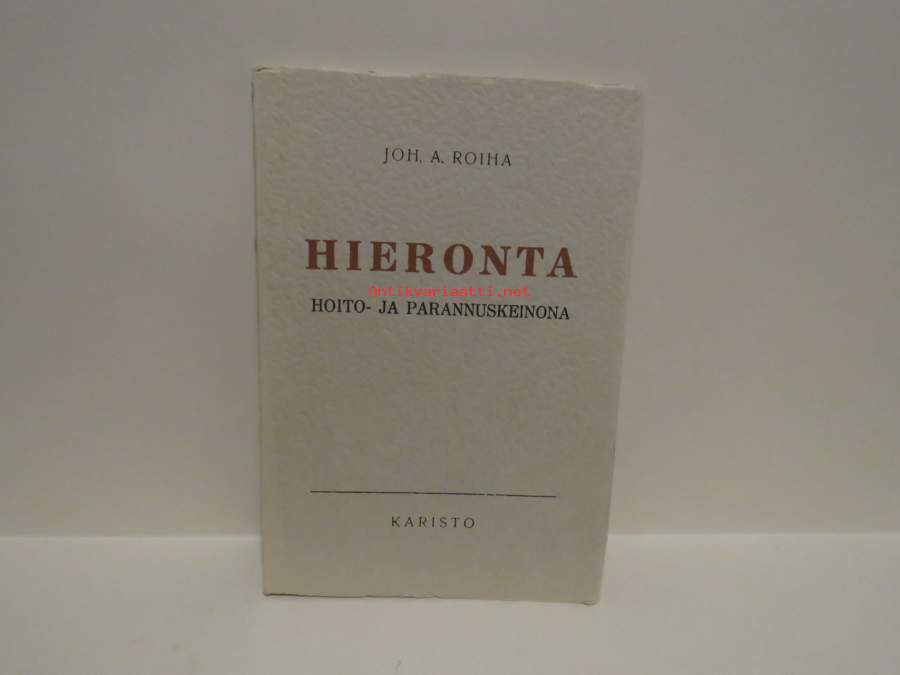 JOH. A. ROIHA
HIERONTA
antikvariaatti.net
HOITO- JA PARANNUSKEINONA
KARISTO